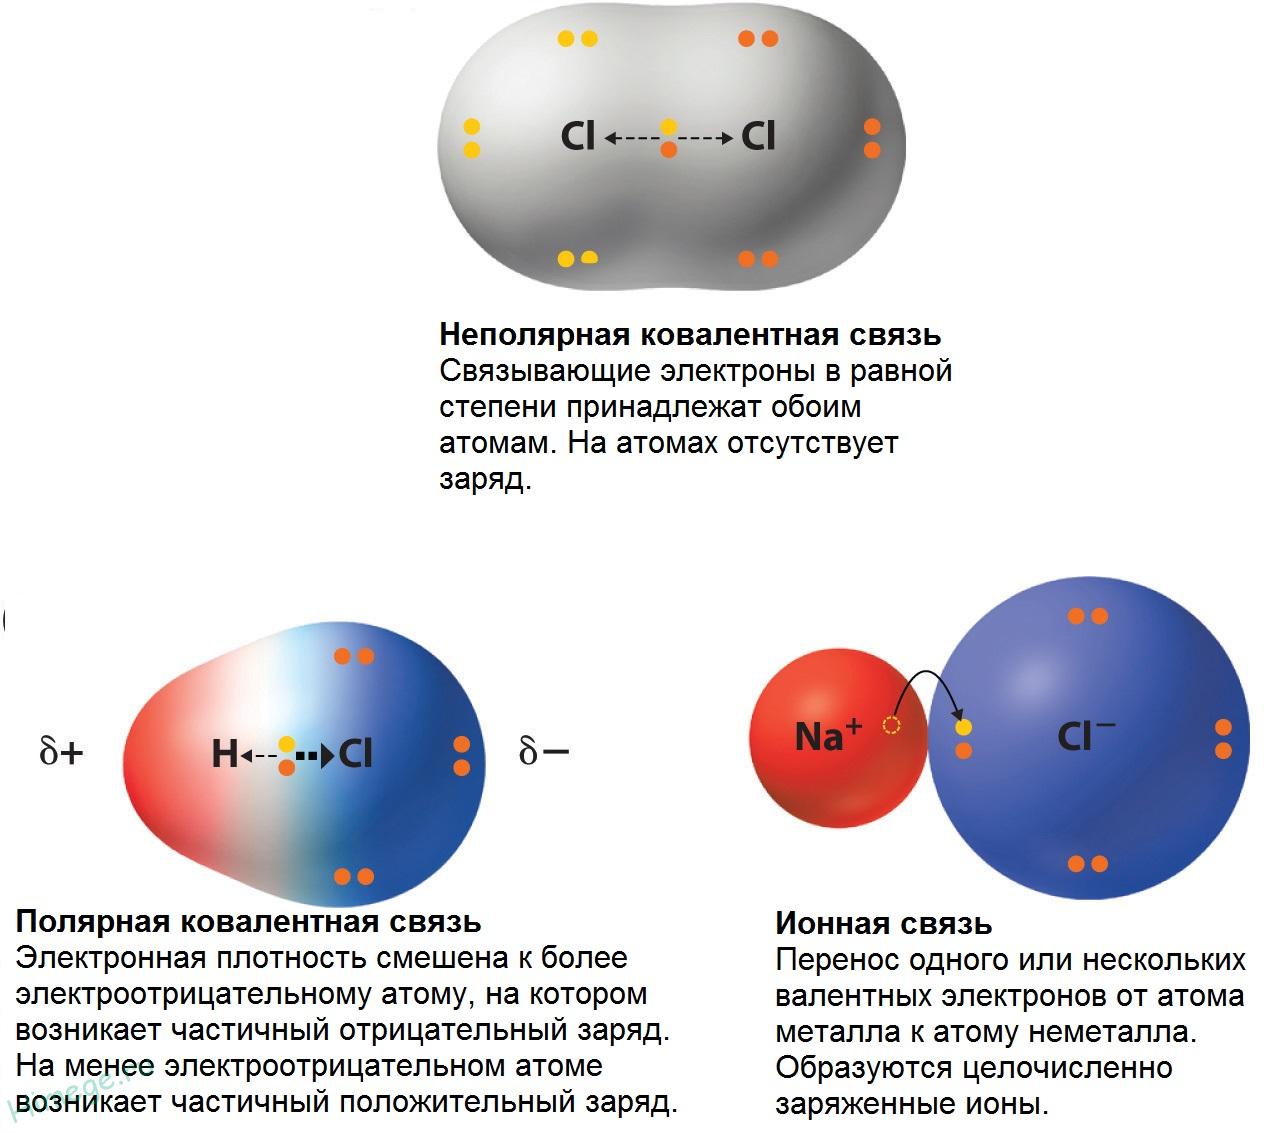 Cl Cl
Неполярная ковалентная связь
Связывающие электроны в равной
степени принадлежат обоим
атомам. На атомах отсутствует
заряд.
δ+ H Cl δ−
Полярная ковалентная связь
Электронная плотность смешена к более
электроотрицательному атому, на котором
возникает частичный отрицательный заряд.
На менее электроотрицательном атоме
возникает частичный положительный заряд.
Na⁺ Cl⁻
Ионная связь
Перенос одного или нескольких
валентных электронов от атома
металла к атому неметалла.
Образуются целочисленно
заряженные ионы.